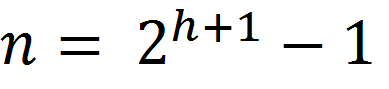 n = 2^{h+1} − 1